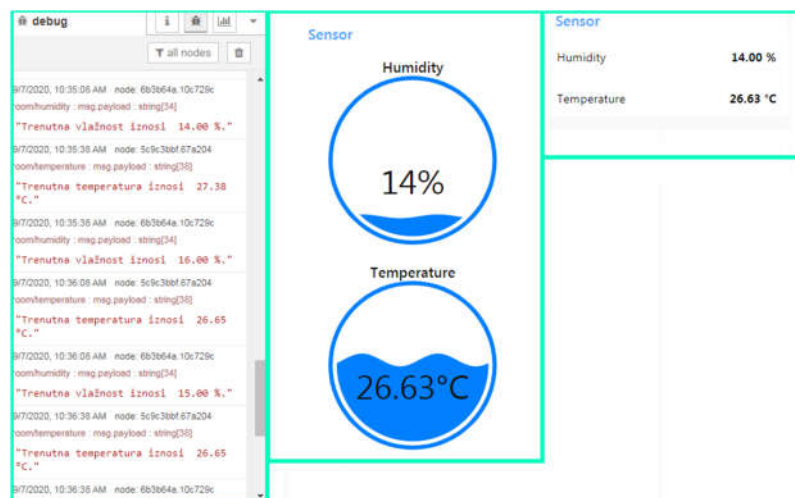 debug
i
all nodes
9/7/2020, 10:35:08 AM node: 6b3b64a.10c729c
room/humidity : msg.payload : string[34]
"Trenutna vlažnost iznosi 14.00 %."
9/7/2020, 10:35:38 AM node: 5c9c3bbf.67a204
room/temperature : msg.payload : string[38]
"Trenutna temperatura iznosi 27.38
°C."
9/7/2020, 10:35:38 AM node: 6b3b64a.10c729c
room/humidity : msg.payload : string[34]
"Trenutna vlažnost iznosi 16.00 %."
9/7/2020, 10:36:08 AM node: 5c9c3bbf.67a204
room/temperature : msg.payload : string[38]
"Trenutna temperatura iznosi 26.65
°C."
9/7/2020, 10:36:08 AM node: 6b3b64a.10c729c
room/humidity : msg.payload : string[34]
"Trenutna vlažnost iznosi 15.00 %."
9/7/2020, 10:36:38 AM node: 5c9c3bbf.67a204
room/temperature : msg.payload : string[38]
"Trenutna temperatura iznosi 26.65
°C."
9/7/2020, 10:36:38 AM node: 6b3b64a.10c729c
Sensor
Humidity
14%
Temperature
26.63°C
Sensor
Humidity 14.00 %
Temperature 26.63 °C